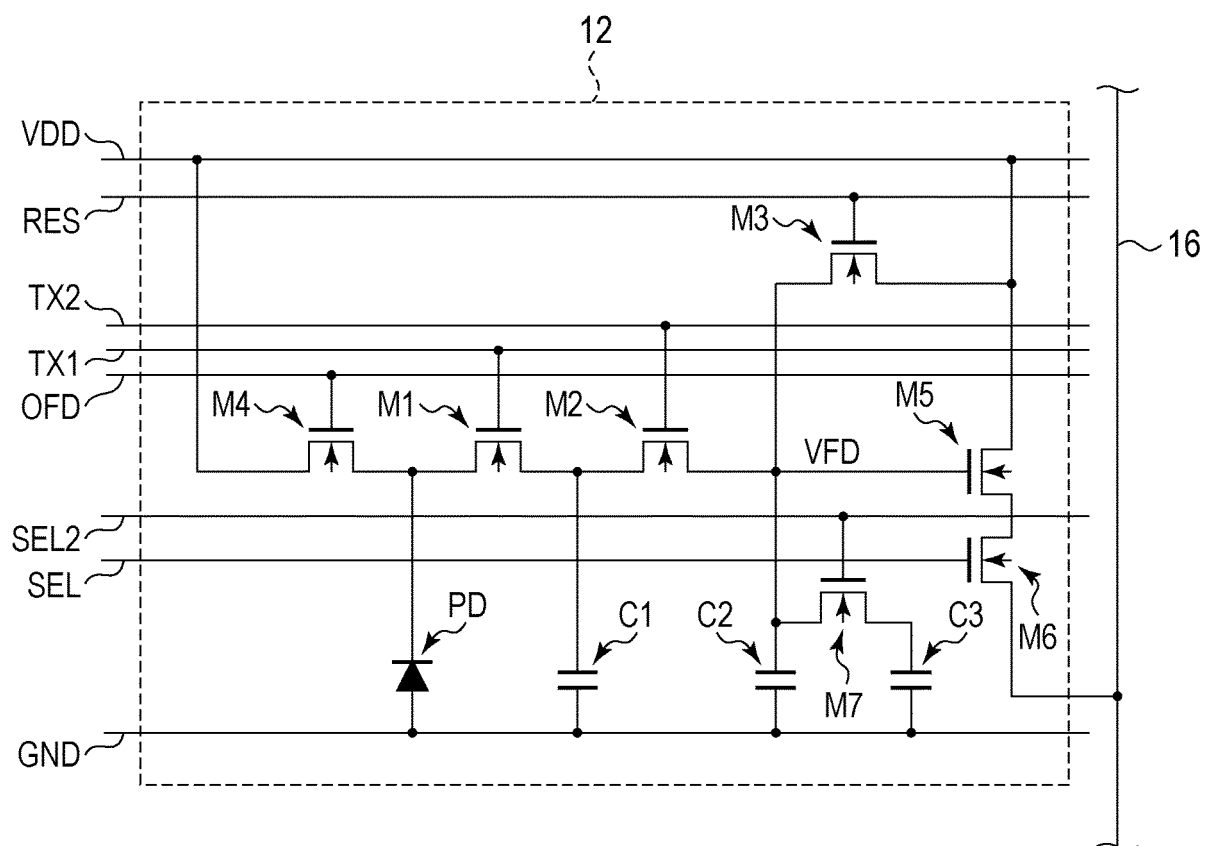 12
VDD
RES
M3
16
TX2
TX1
OFD
M4
M1
M2
M5
VFD
SEL2
SEL
PD
C1
C2
C3
M6
M7
GND